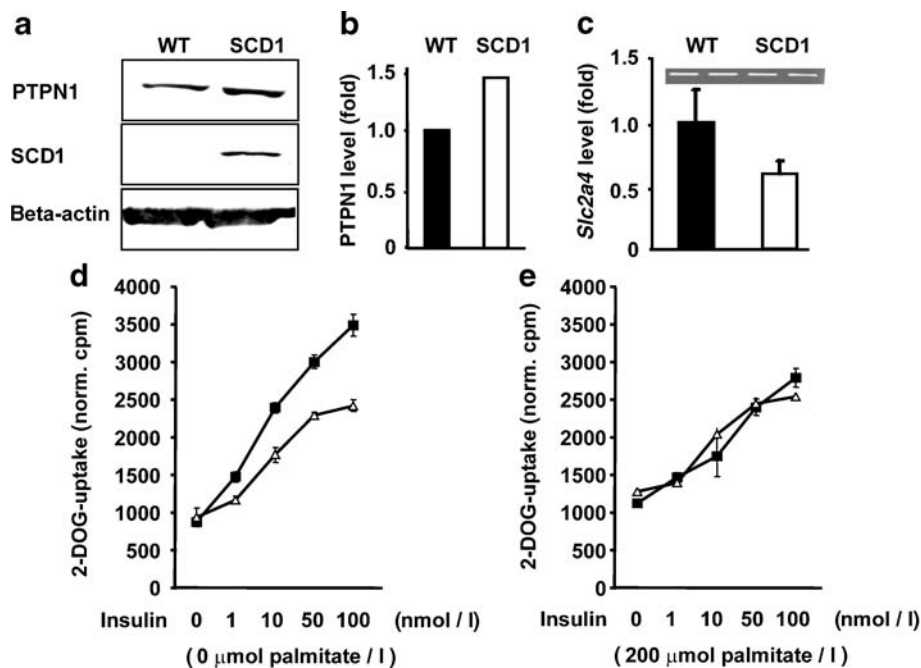 a
WT SCD1
PTPN1
SCD1
Beta-actin
b
WT SCD1
PTPN1 level (fold)
1.5
1.0
0.5
0
c
WT SCD1
Slc2a4 level (fold)
1.5
1.0
0.5
0
d
2-DOG-uptake (norm. cpm)
4000
3500
3000
2500
2000
1500
1000
500
0
Insulin 0 1 10 50 100 (nmol / l)
( 0 μmol palmitate / l )
e
2-DOG-uptake (norm. cpm)
4000
3500
3000
2500
2000
1500
1000
500
0
Insulin 0 1 10 50 100 (nmol / l)
( 200 μmol palmitate / l )